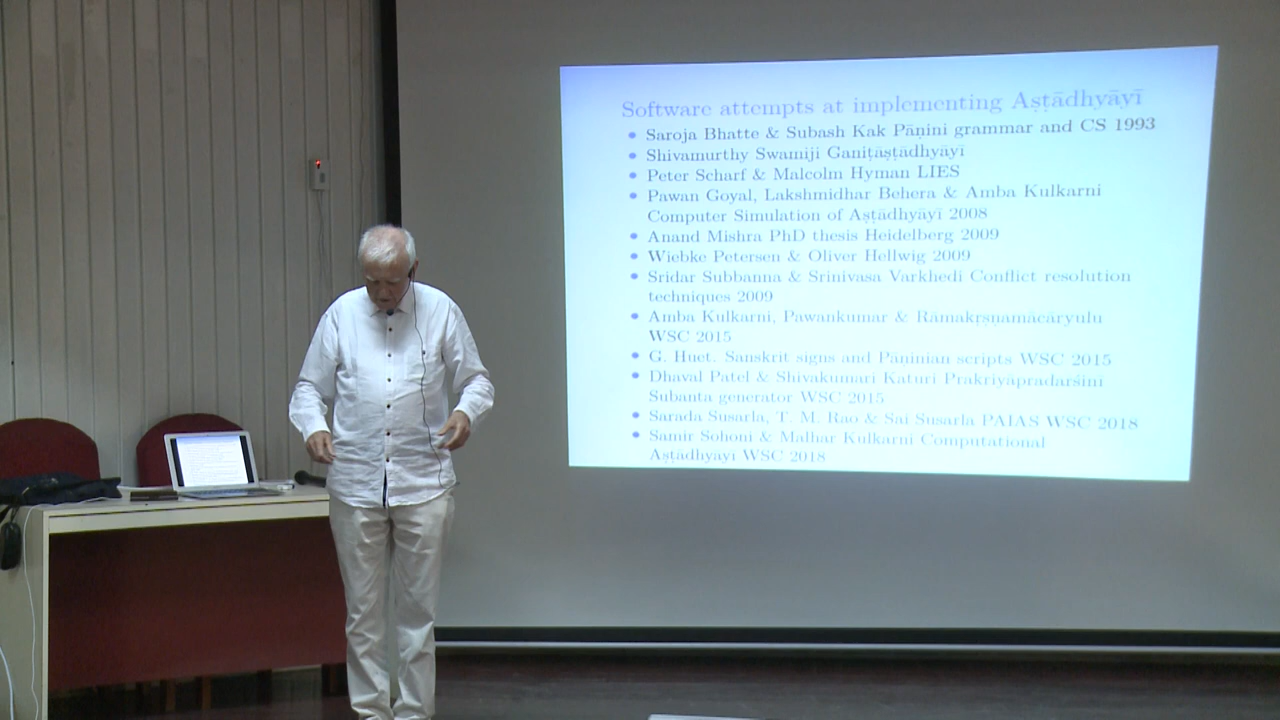 Software attempts at implementing Aṣṭādhyāyī
• Saroja Bhatte & Subash Kak Pāṇini grammar and CS 1993
• Shivamurthy Swamiji Gaṇiṭāṣṭādhyāyī
• Peter Scharf & Malcolm Hyman LIES
• Pawan Goyal, Lakshmidhar Behera & Amba Kulkarni
Computer Simulation of Aṣṭādhyāyī 2008
• Anand Mishra PhD thesis Heidelberg 2009
• Wiebke Petersen & Oliver Hellwig 2009
• Sridar Subbanna & Srinivasa Varkhedi Conflict resolution
techniques 2009
• Amba Kulkarni, Pawankumar & Rāmakṛṣṇamācāryulu
WSC 2015
• G. Huet. Sanskrit signs and Pāṇinian scripts WSC 2015
• Dhaval Patel & Shivakumari Katuri Prakriyāpradarśinī
Subanta generator WSC 2015
• Sarada Susarla, T. M. Rao & Sai Susarla PAIAS WSC 2018
• Samir Sohoni & Malhar Kulkarni Computational
Aṣṭādhyāyī WSC 2018